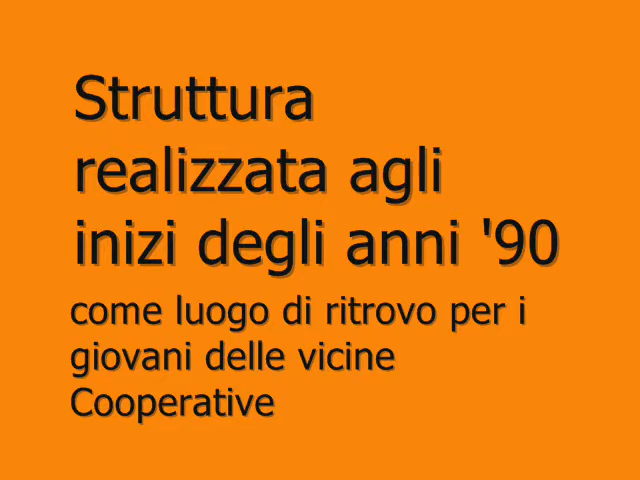 Struttura
realizzata agli
inizi degli anni '90
come luogo di ritrovo per i
giovani delle vicine
Cooperative